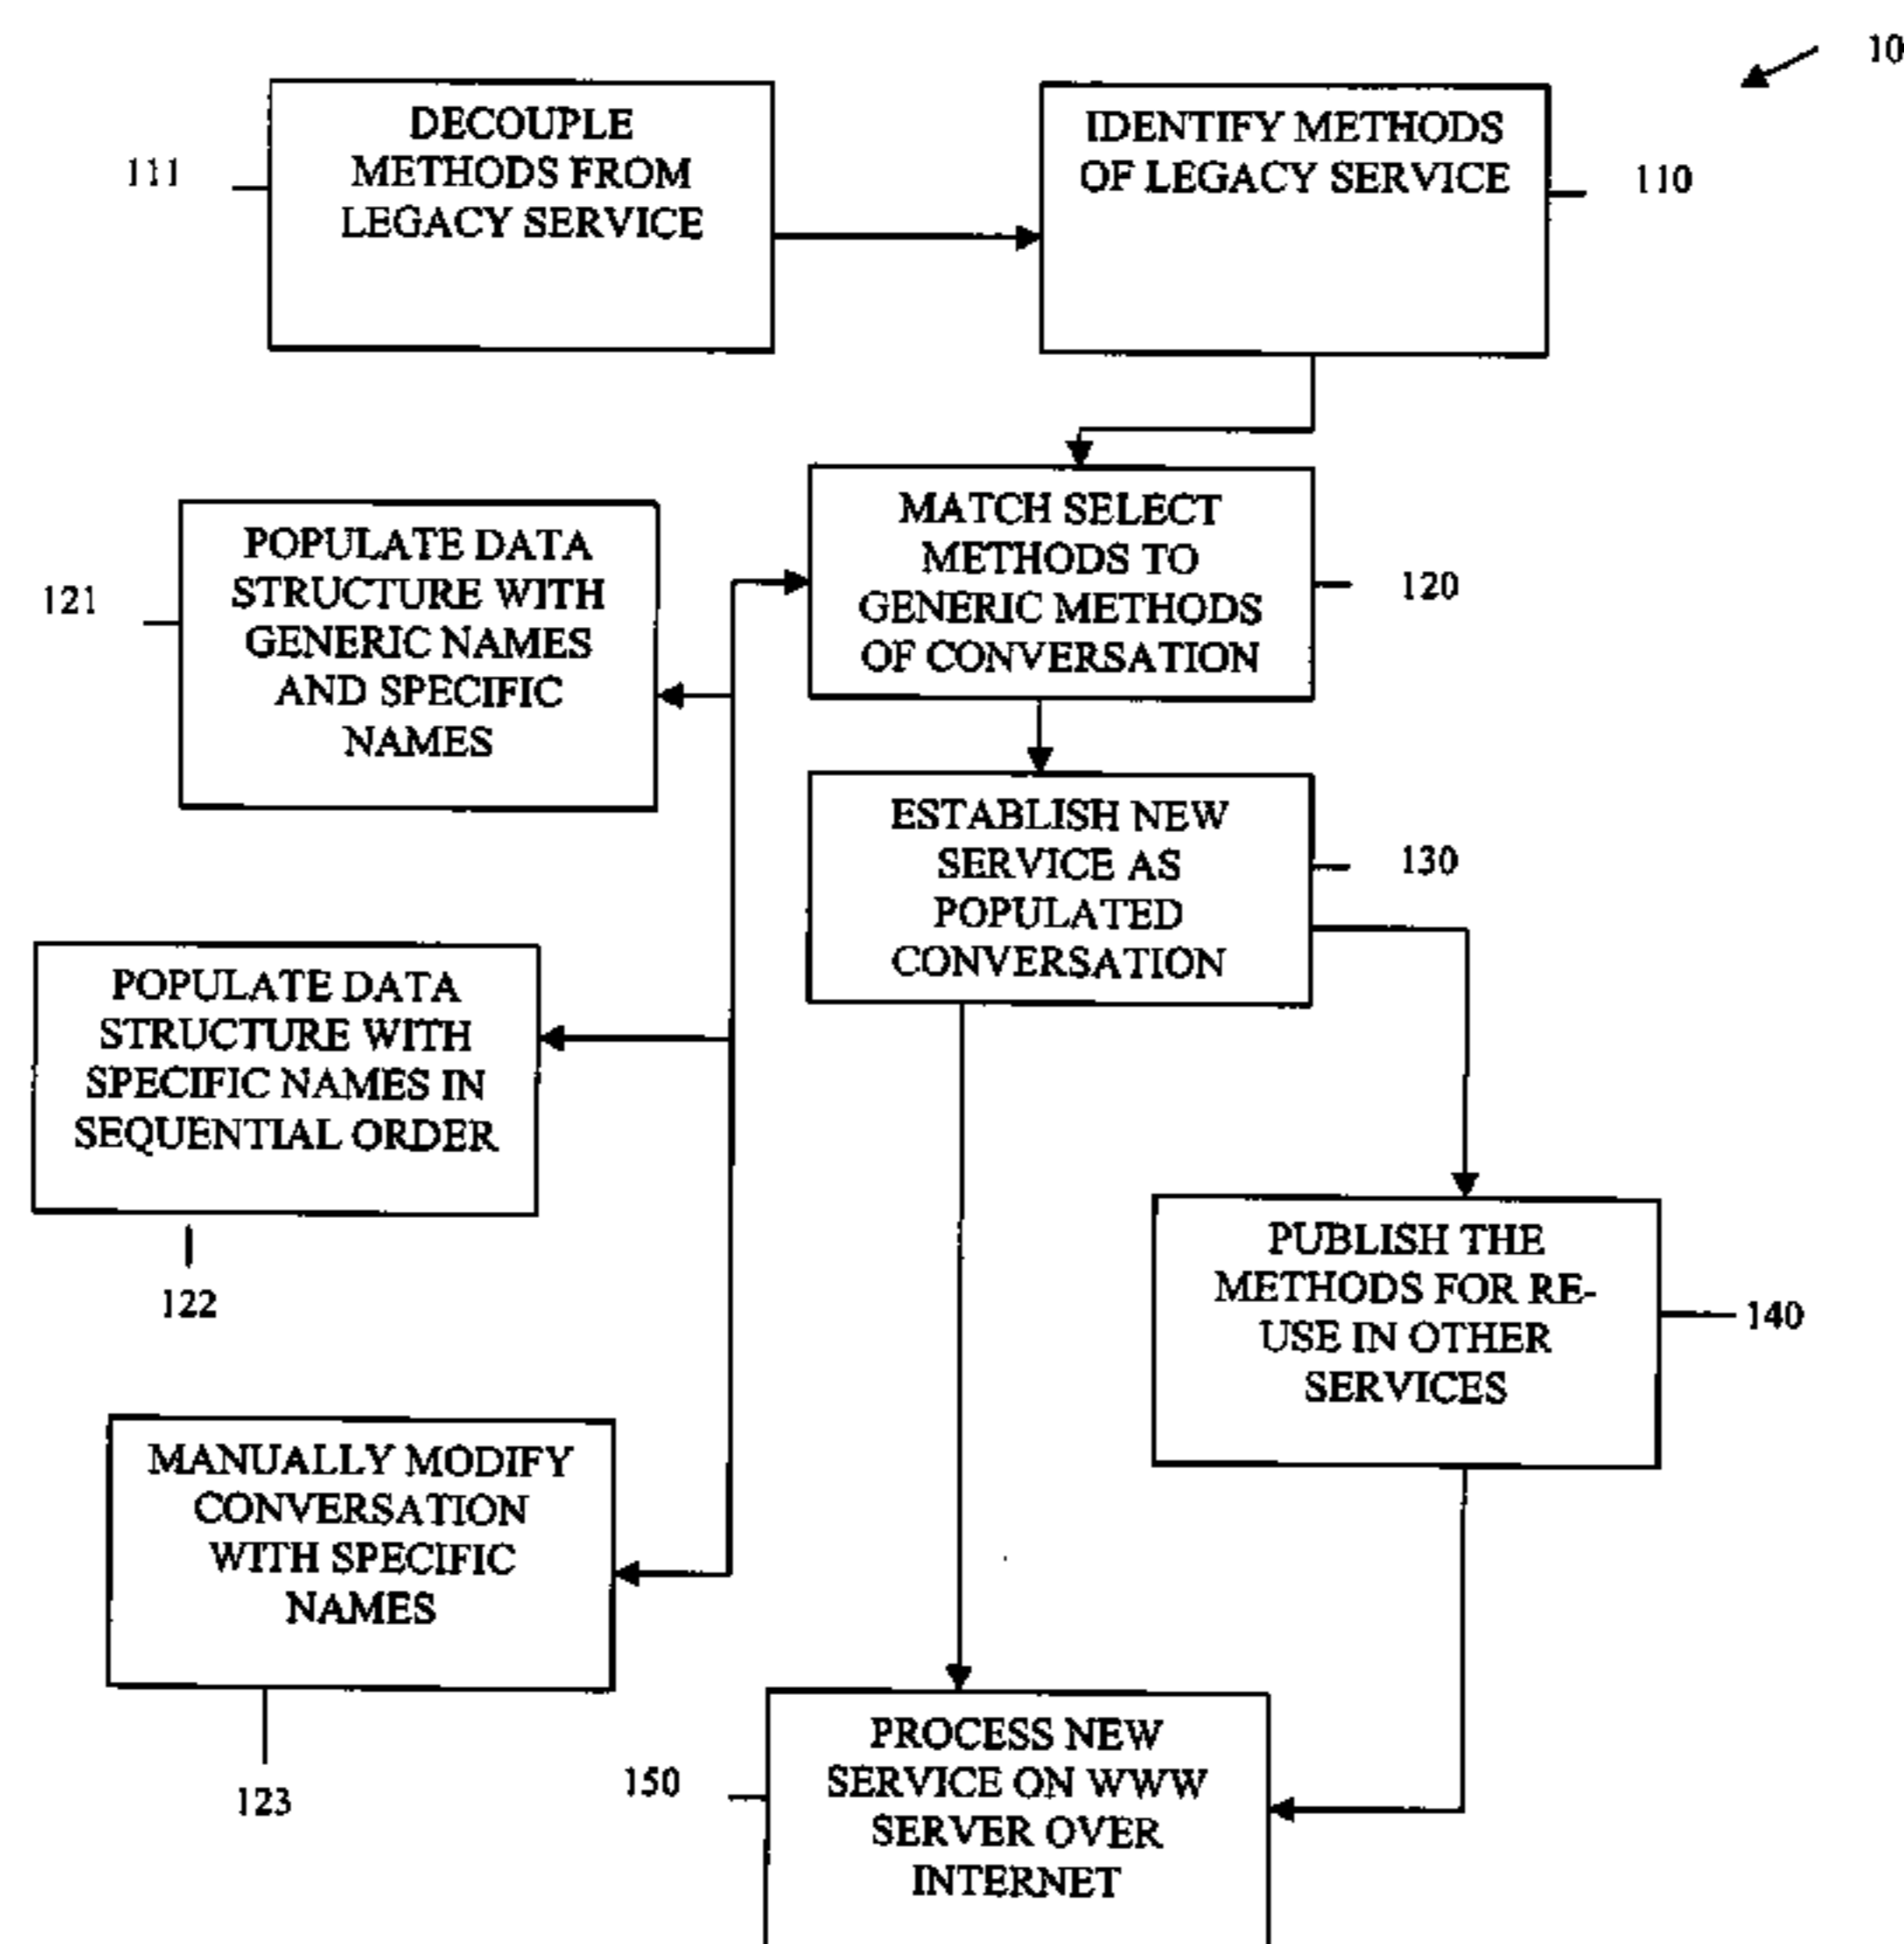 10
DECOUPLE
METHODS FROM
LEGACY SERVICE
111
IDENTIFY METHODS
OF LEGACY SERVICE
110
MATCH SELECT
METHODS TO
GENERIC METHODS
OF CONVERSATION
120
POPULATE DATA
STRUCTURE WITH
GENERIC NAMES
AND SPECIFIC
NAMES
121
ESTABLISH NEW
SERVICE AS
POPULATED
CONVERSATION
130
POPULATE DATA
STRUCTURE WITH
SPECIFIC NAMES IN
SEQUENTIAL ORDER
122
PUBLISH THE
METHODS FOR RE-
USE IN OTHER
SERVICES
140
MANUALLY MODIFY
CONVERSATION
WITH SPECIFIC
NAMES
123
PROCESS NEW
SERVICE ON WWW
SERVER OVER
INTERNET
150